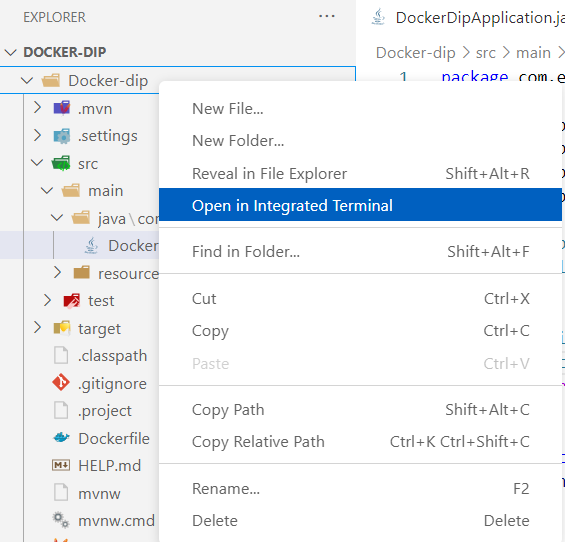 EXPLORER
...
DockerDipApplication.ja
DOCKER-DIP
Docker-dip > src > main
Docker-dip
1 package com.e
.mvn
New File...
.settings
New Folder...
src
Reveal in File Explorer Shift+Alt+R
main
Open in Integrated Terminal
java\cor
Docker
Find in Folder... Shift+Alt+F
resource
Cut Ctrl+X
test
target
Copy Ctrl+C
.classpath
Paste Ctrl+V
.gitignore
.project
Copy Path Shift+Alt+C
Dockerfile
Copy Relative Path Ctrl+K Ctrl+Shift+C
HELP.md
mvnw
Rename... F2
mvnw.cmd
Delete Delete